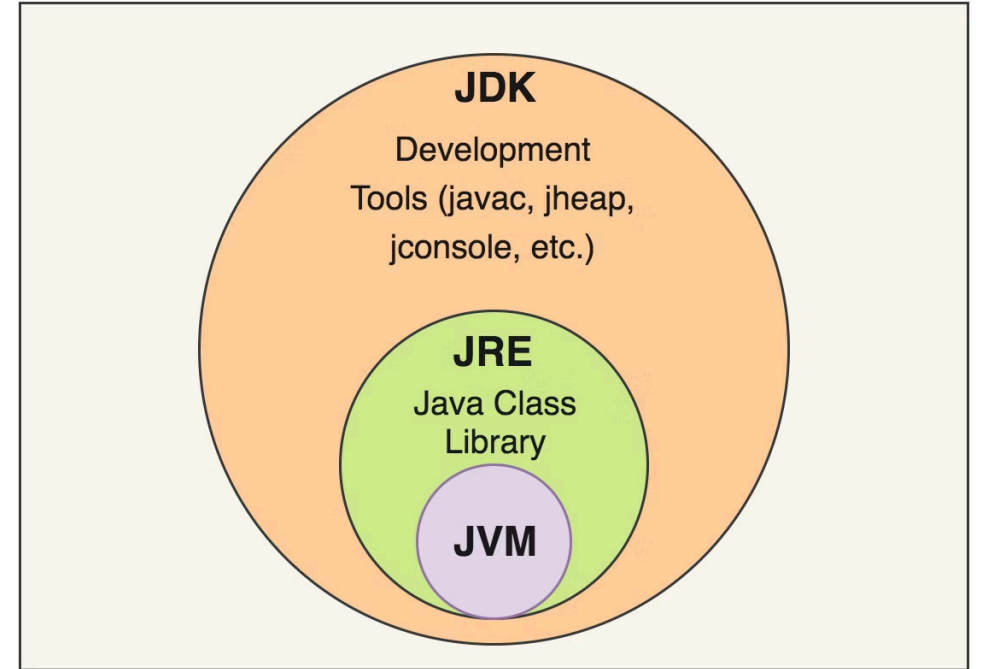 JDK
Development
Tools (javac, jheap,
jconsole, etc.)
JRE
Java Class
Library
JVM